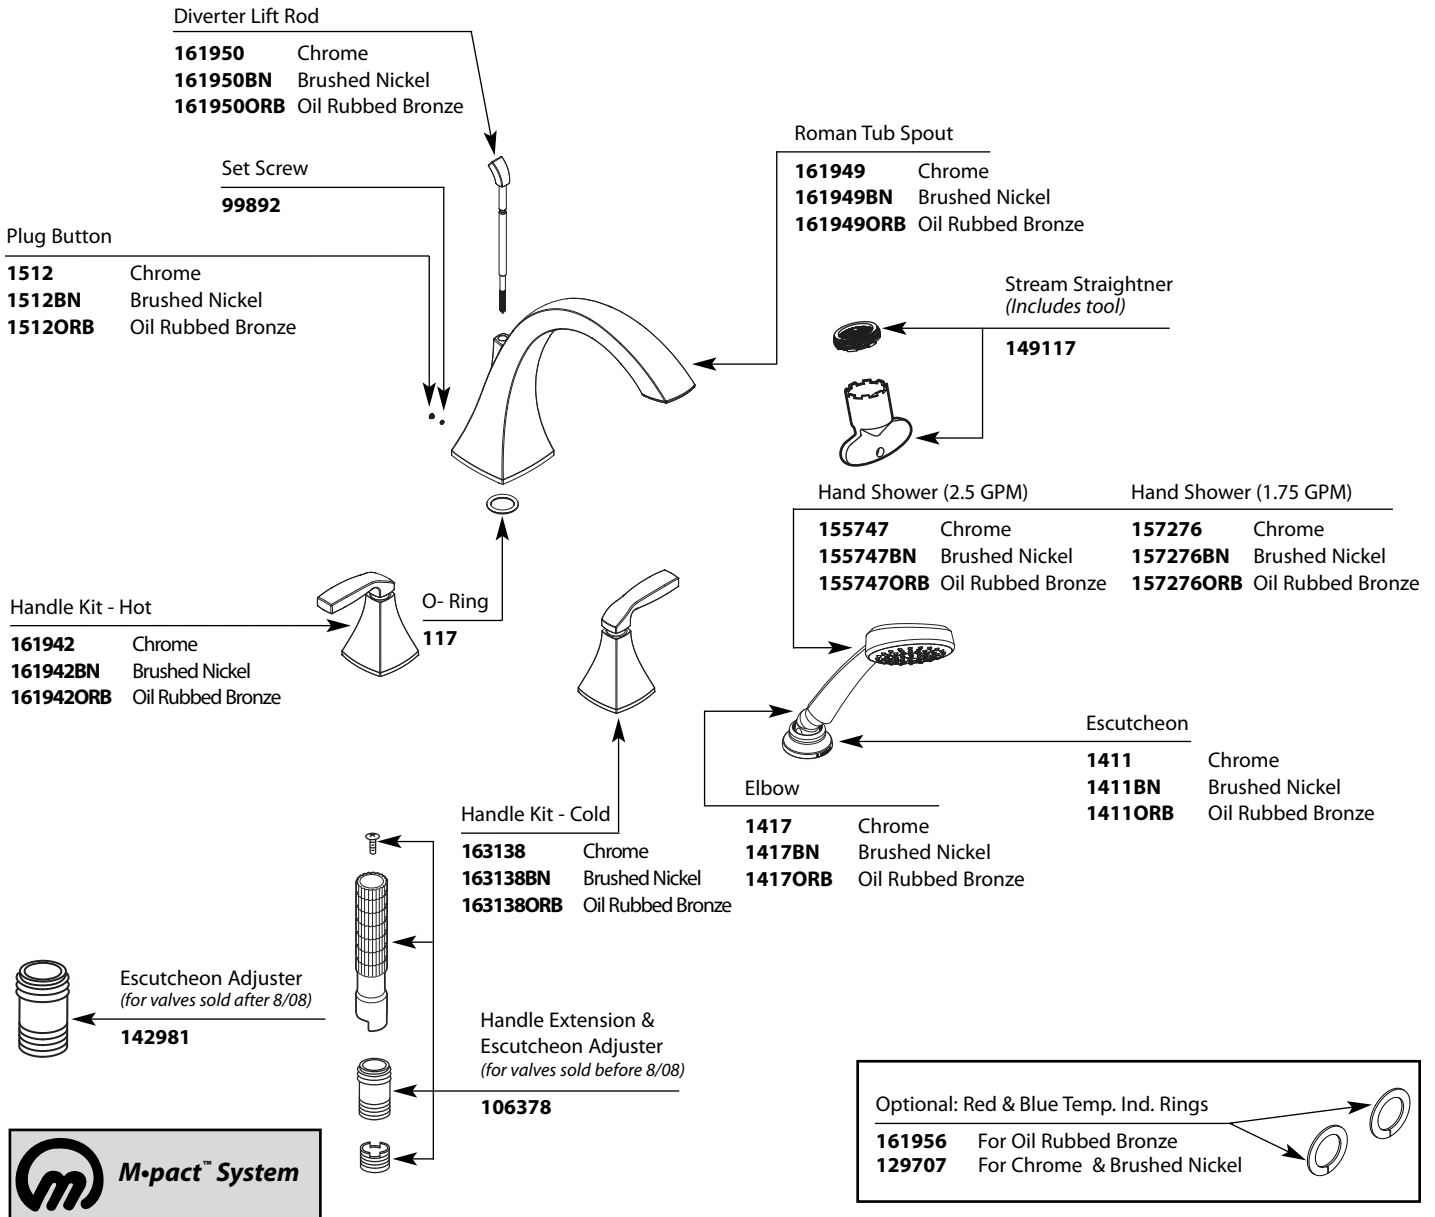 Diverter Lift Rod
161950 Chrome
161950BN Brushed Nickel
161950ORB Oil Rubbed Bronze
Set Screw
99892
Plug Button
1512 Chrome
1512BN Brushed Nickel
1512ORB Oil Rubbed Bronze
Roman Tub Spout
161949 Chrome
161949BN Brushed Nickel
161949ORB Oil Rubbed Bronze
Stream Straightner
(Includes tool)
149117
Hand Shower (2.5 GPM)
155747 Chrome
155747BN Brushed Nickel
155747ORB Oil Rubbed Bronze
Hand Shower (1.75 GPM)
157276 Chrome
157276BN Brushed Nickel
157276ORB Oil Rubbed Bronze
O- Ring
117
Handle Kit - Hot
161942 Chrome
161942BN Brushed Nickel
161942ORB Oil Rubbed Bronze
Escutcheon
1411 Chrome
1411BN Brushed Nickel
1411ORB Oil Rubbed Bronze
Elbow
1417 Chrome
1417BN Brushed Nickel
1417ORB Oil Rubbed Bronze
Handle Kit - Cold
163138 Chrome
163138BN Brushed Nickel
163138ORB Oil Rubbed Bronze
Escutcheon Adjuster
(for valves sold after 8/08)
142981
Handle Extension &
Escutcheon Adjuster
(for valves sold before 8/08)
106378
Optional: Red & Blue Temp. Ind. Rings
161956 For Oil Rubbed Bronze
129707 For Chrome & Brushed Nickel
M•pact™ System